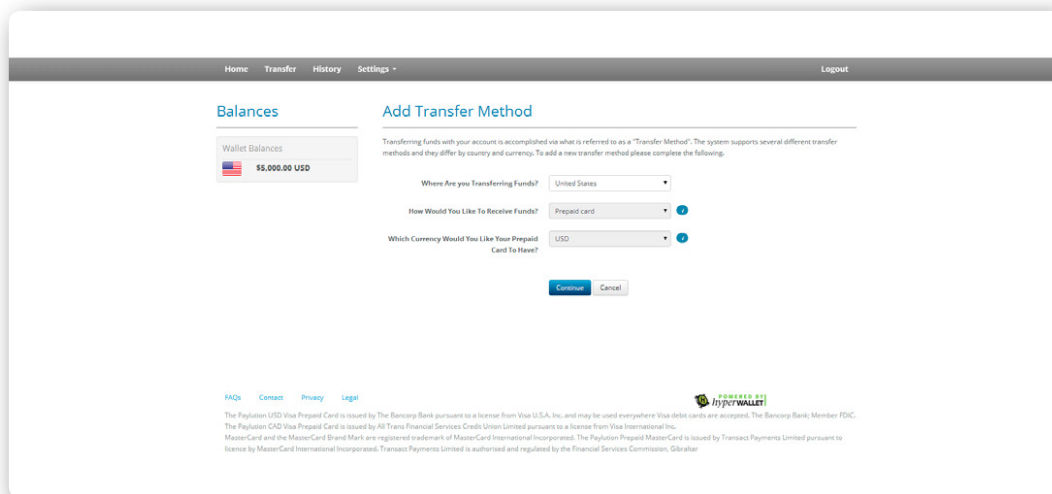 Home Transfer History Settings
Logout
Balances
Add Transfer Method
Wallet Balances
$5,000.00 USD
Transferring funds with your account is accomplished via what is referred to as a "Transfer Method". The system supports several different transfer
methods and they differ by country and currency. To add a new transfer method please complete the following.
Where Are you Transferring Funds? United States
How Would You Like To Receive Funds? Prepaid card
Which Currency Would You Like Your Prepaid USD
Card To Have?
Continue Cancel
FAQs Contact Privacy Legal
POWERED BY
hyperWALLET
The Paylution USD Visa Prepaid Card is issued by The Bancorp Bank pursuant to a license from Visa U.S.A. Inc. and may be used everywhere Visa debit cards are accepted. The Bancorp Bank; Member FDIC.
The Paylution CAD Visa Prepaid Card is issued by All Trans Financial Services Credit Union Limited pursuant to a license from Visa International Inc.
MasterCard and the MasterCard Brand Mark are registered trademark of MasterCard International Incorporated. The Paylution Prepaid MasterCard is issued by Transact Payments Limited pursuant to
licence by MasterCard International Incorporated. Transact Payments Limited is authorised and regulated by the Financial Services Commission, Gibraltar